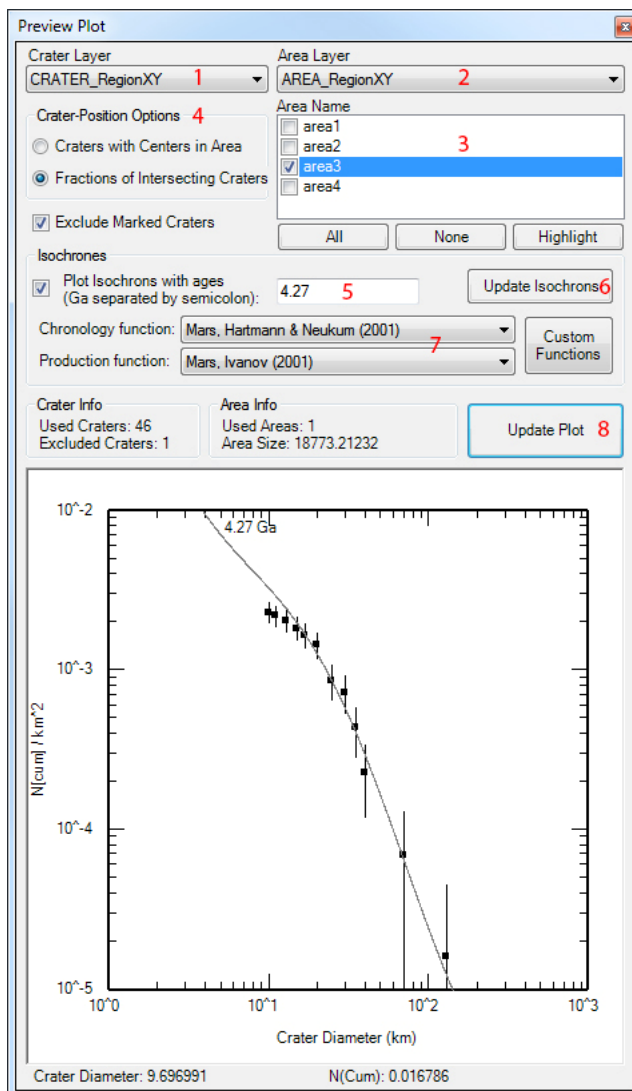 Preview Plot
x
Crater Layer
Area Layer
CRATER_RegionXY 1
AREA_RegionXY 2
Crater-Position Options 4
Area Name
area1
area2
area3
area4
3
Craters with Centers in Area
Fractions of Intersecting Craters
Exclude Marked Craters
All
None
Highlight
Isochrones
Plot Isochrons with ages
(Ga separated by semicolon):
4.27 5
Update Isochrons 6
Chronology function:
Mars, Hartmann & Neukum (2001)
7
Production function:
Mars, Ivanov (2001)
Custom
Functions
Crater Info
Used Craters: 46
Excluded Craters: 1
Area Info
Used Areas: 1
Area Size: 18773.21232
Update Plot 8
10^-2
4.27 Ga
10^-3
N[cum] / km^2
10^-4
10^-5
10^0
10^1
10^2
10^3
Crater Diameter (km)
Crater Diameter: 9.696991
N(Cum): 0.016786